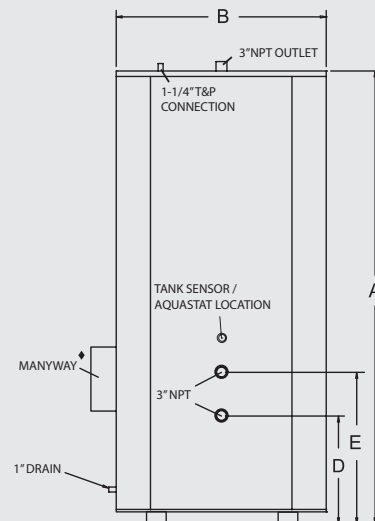 B
3" NPT OUTLET
1-1/4" T&P
CONNECTION
A
TANK SENSOR /
AQUASTAT LOCATION
MANYWAY ♦
3" NPT
E
D
1" DRAIN